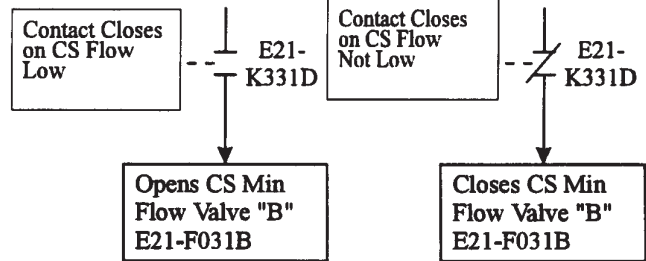 Contact Closes
on CS Flow
Low
E21-
K331D
Contact Closes
on CS Flow
Not Low
E21-
K331D
Opens CS Min
Flow Valve "B"
E21-F031B
Closes CS Min
Flow Valve "B"
E21-F031B